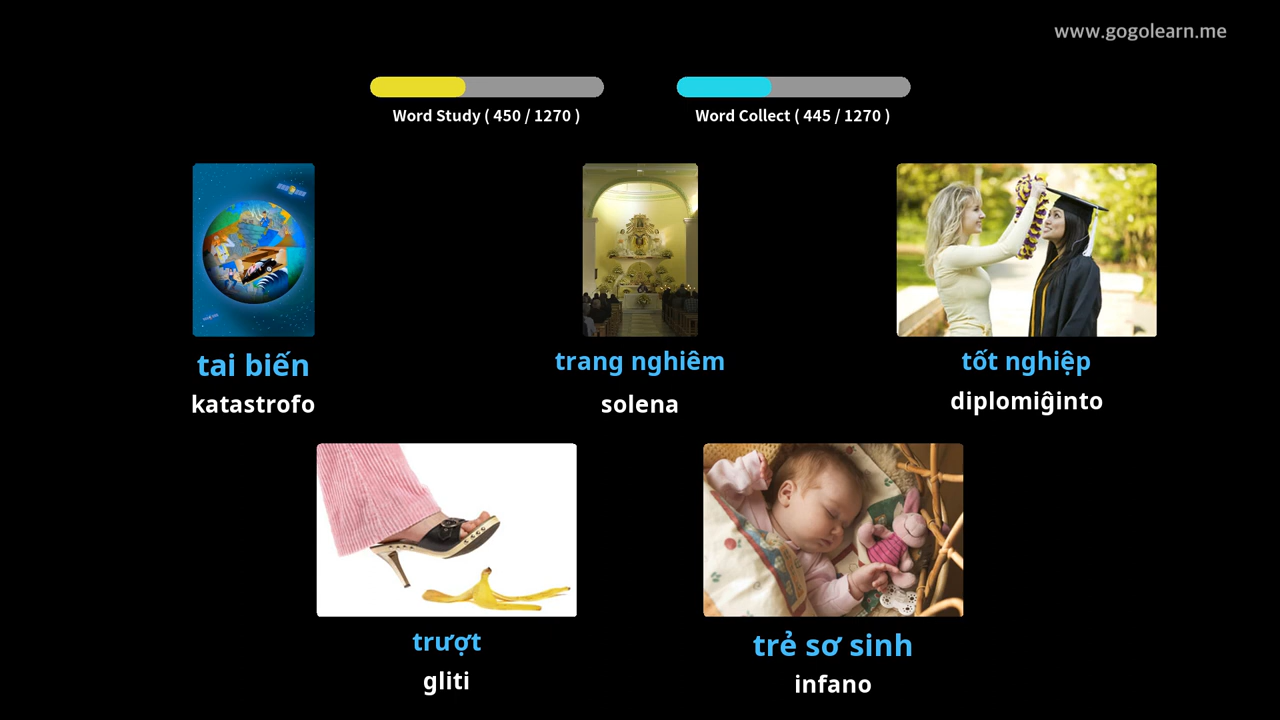 www.gogolearn.me
Word Study ( 450 / 1270 )
Word Collect ( 445 / 1270 )
tai biến
katastrofo
trang nghiêm
solena
tốt nghiệp
diplomiĝinto
trượt
gliti
trẻ sơ sinh
infano